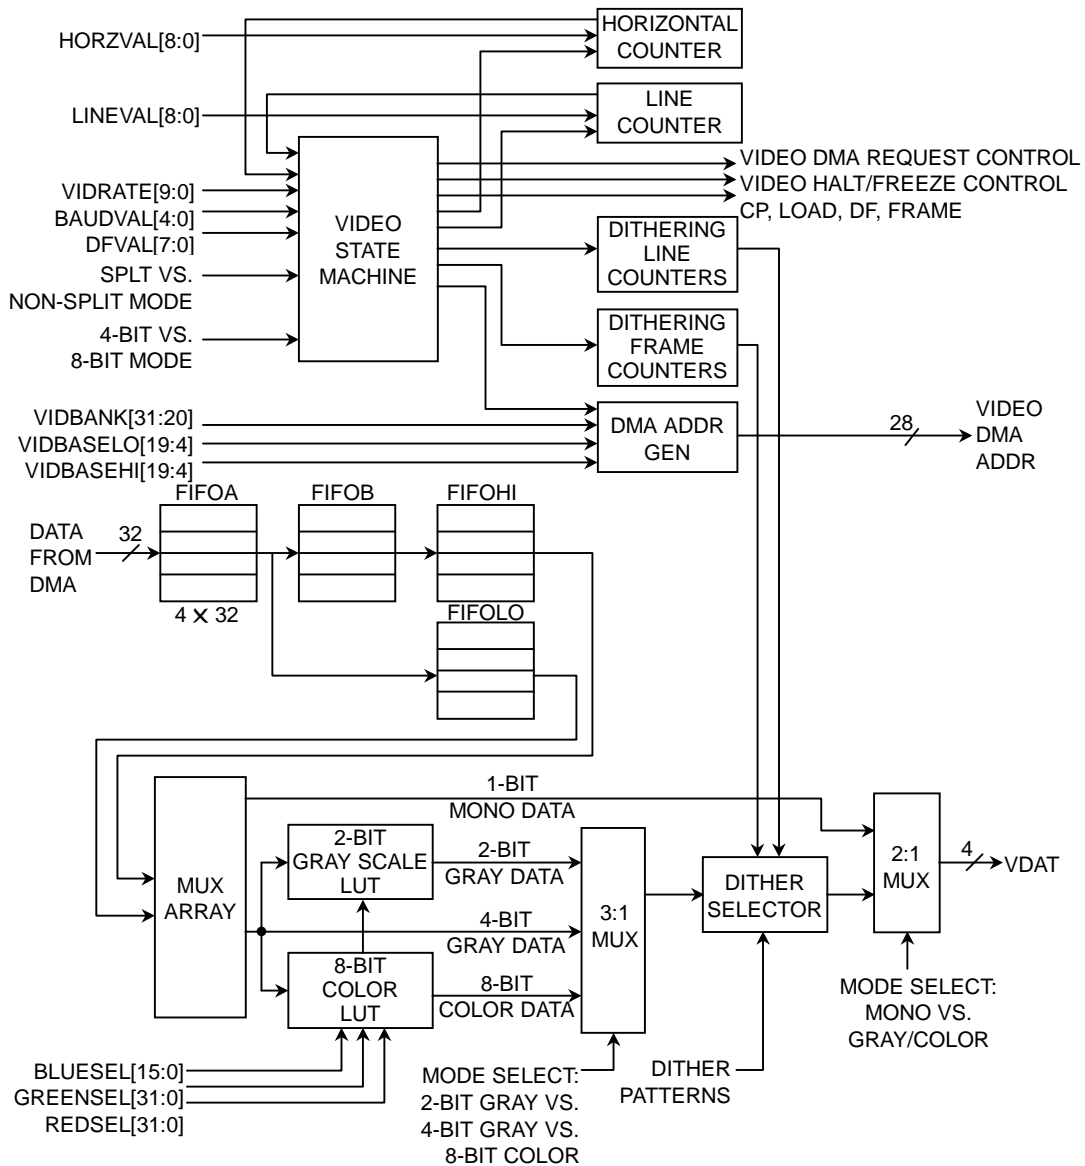 HORIZONTAL
COUNTER
HORZVAL[8:0]
LINE
COUNTER
LINEVAL[8:0]
VIDEO DMA REQUEST CONTROL
VIDEO HALT/FREEZE CONTROL
CP, LOAD, DF, FRAME
VIDRATE[9:0]
BAUDVAL[4:0]
DFVAL[7:0]
SPLT VS.
NON-SPLIT MODE
4-BIT VS.
8-BIT MODE
VIDEO
STATE
MACHINE
DITHERING
LINE
COUNTERS
DITHERING
FRAME
COUNTERS
VIDBANK[31:20]
VIDBASELO[19:4]
VIDBASEHI[19:4]
DMA ADDR
GEN
28
VIDEO
DMA
ADDR
FIFOA
FIFOB
FIFOHI
DATA
FROM
DMA
32
4 X 32
FIFOLO
1-BIT
MONO DATA
MUX
ARRAY
2-BIT
GRAY SCALE
LUT
2-BIT
GRAY DATA
4-BIT
GRAY DATA
8-BIT
COLOR
LUT
8-BIT
COLOR DATA
3:1
MUX
DITHER
SELECTOR
2:1
MUX
4
VDAT
MODE SELECT:
MONO VS.
GRAY/COLOR
BLUESEL[15:0]
GREENSEL[31:0]
REDSEL[31:0]
MODE SELECT:
2-BIT GRAY VS.
4-BIT GRAY VS.
8-BIT COLOR
DITHER
PATTERNS